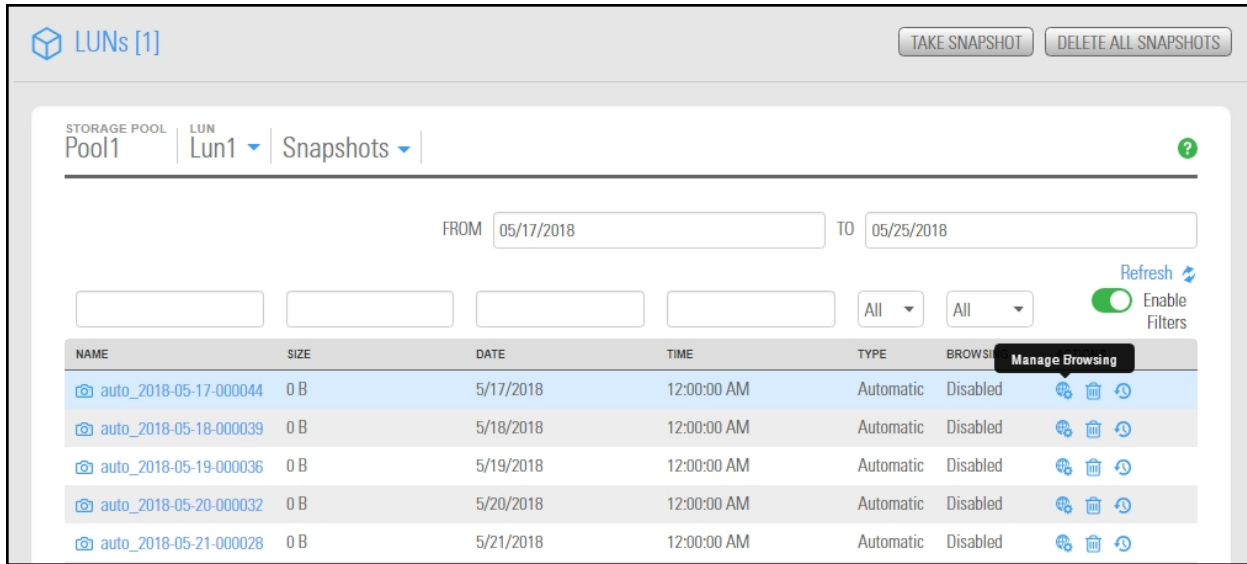 LUNs [1]
TAKE SNAPSHOT
DELETE ALL SNAPSHOTS
STORAGE POOL LUN
Pool1 Lun1 Snapshots
?
FROM 05/17/2018 TO 05/25/2018
Refresh
All All Enable
Filters
NAME SIZE DATE TIME TYPE
Manage Browsing
auto_2018-05-17-000044 0 B 5/17/2018 12:00:00 AM Automatic Disabled
auto_2018-05-18-000039 0 B 5/18/2018 12:00:00 AM Automatic Disabled
auto_2018-05-19-000036 0 B 5/19/2018 12:00:00 AM Automatic Disabled
auto_2018-05-20-000032 0 B 5/20/2018 12:00:00 AM Automatic Disabled
auto_2018-05-21-000028 0 B 5/21/2018 12:00:00 AM Automatic Disabled